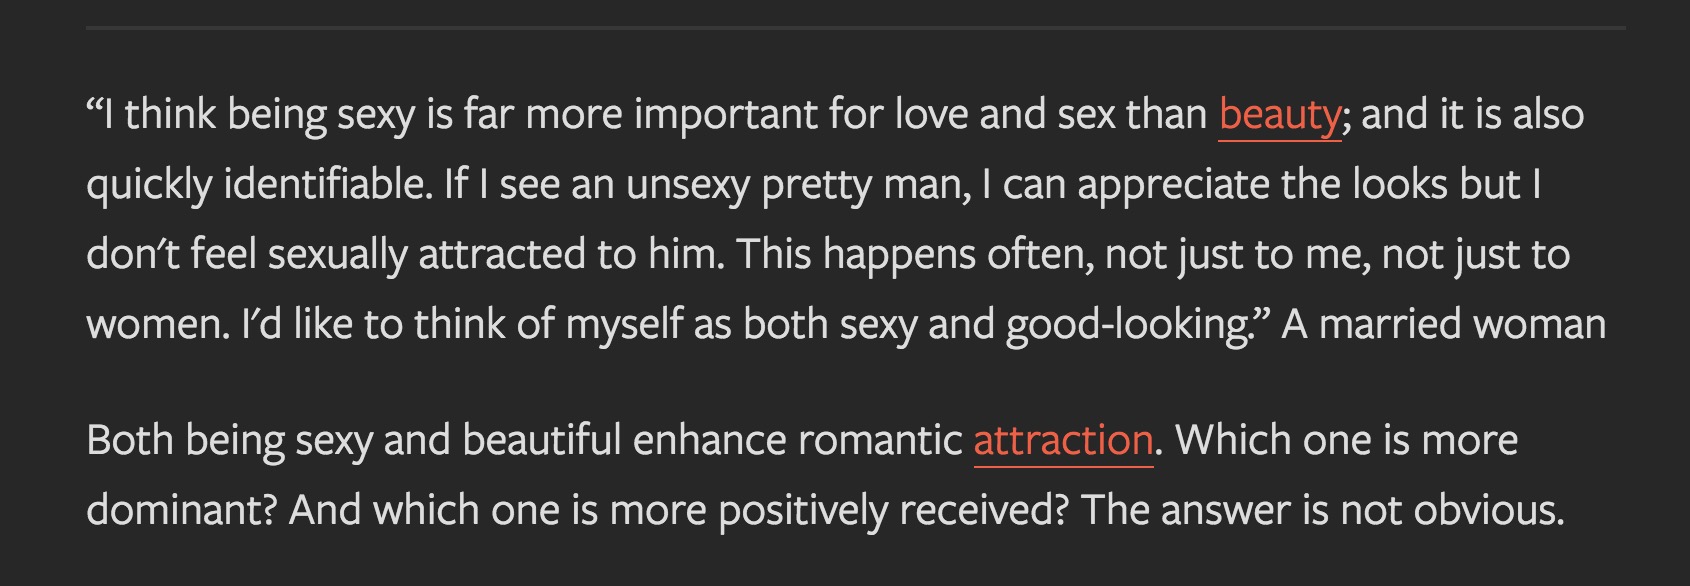 “I think being sexy is far more important for love and sex than beauty; and it is also
quickly identifiable. If I see an unsexy pretty man, I can appreciate the looks but I
don't feel sexually attracted to him. This happens often, not just to me, not just to
women. I'd like to think of myself as both sexy and good-looking.” A married woman
Both being sexy and beautiful enhance romantic attraction. Which one is more
dominant? And which one is more positively received? The answer is not obvious.